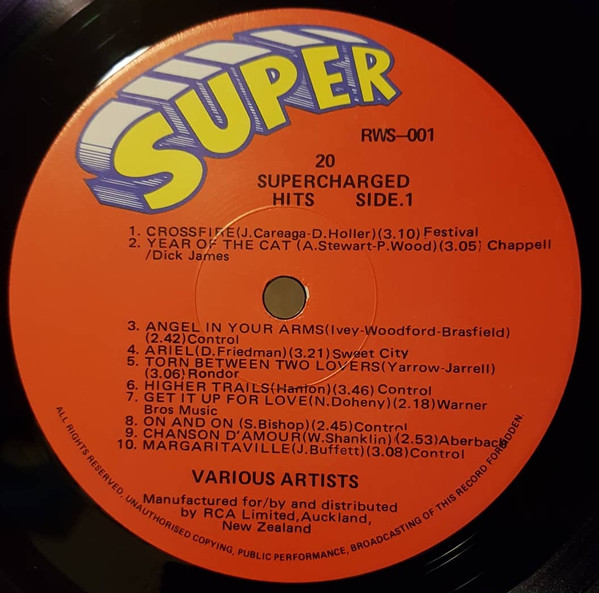 SUPER
RWS-001
20
SUPERCHARGED
HITS SIDE.1
1. CROSSFIRE(J.Careaga-D.Holler)(3.10) Festival
2. YEAR OF THE CAT (A.Stewart-P.Wood)(3.05) Chappell
/Dick James
3. ANGEL IN YOUR ARMS(Ivey-Woodford-Brasfield)
(2.42)Control
4. ARIEL(D.Friedman)(3.21) Sweet City
5. TORN BETWEEN TWO LOVERS(Yarrow-Jarrell)
(3.06) Rondor
6. HIGHER TRAILS(Hanlon)(3.46) Control
7. GET IT UP FOR LOVE(N.Doheny)(2.18)Warner
Bros Music
8. ON AND ON (S.Bishop)(2.45)Control
9. CHANSON D'AMOUR(W.Shanklin)(2.53)Aberbach
10. MARGARITAVILLE(J.Buffett)(3.08)Control
VARIOUS ARTISTS
Manufactured for/by and distributed
by RCA Limited,Auckland,
New Zealand
ALL RIGHTS RESERVED. UNAUTHORISED COPYING, PUBLIC PERFORMANCE, BROADCASTING OF THIS RECORD FORBIDDEN.